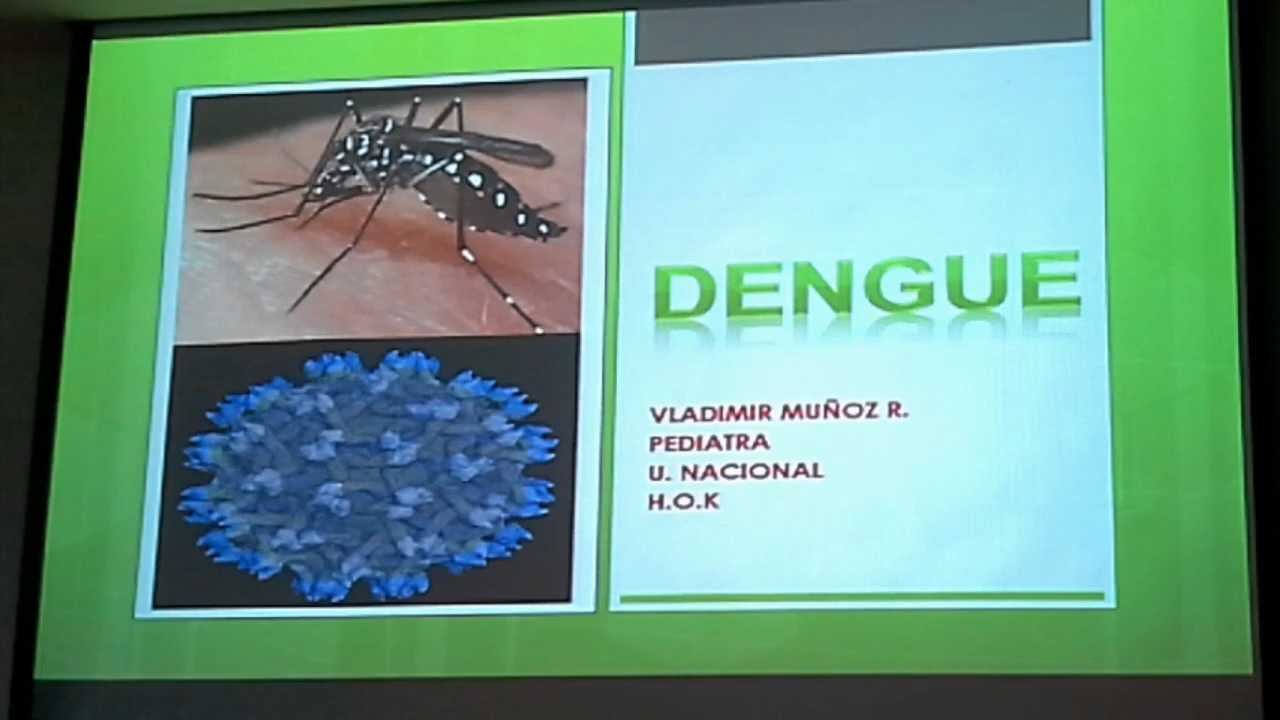 DENGUE
VLADIMIR MUÑOZ R.
PEDIATRA
U. NACIONAL
H.O.K